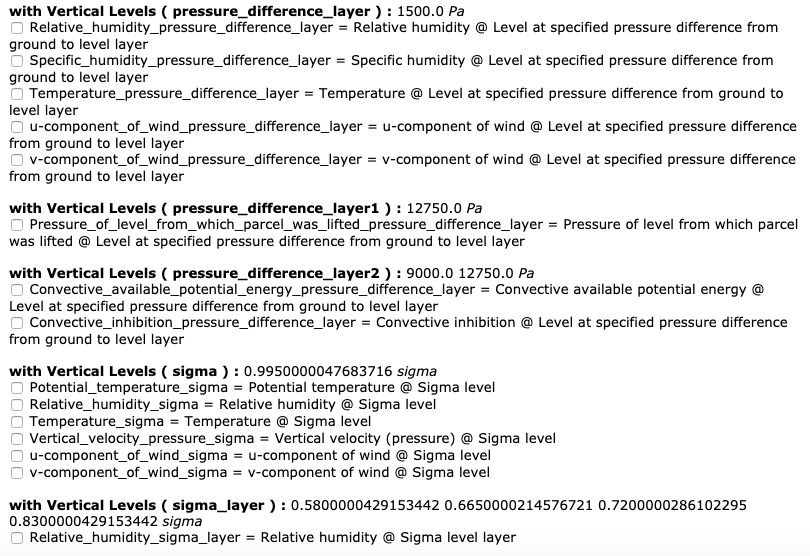 with Vertical Levels ( pressure_difference_layer ) : 1500.0 Pa
Relative_humidity_pressure_difference_layer = Relative humidity @ Level at specified pressure difference from
ground to level layer
Specific_humidity_pressure_difference_layer = Specific humidity @ Level at specified pressure difference from
ground to level layer
Temperature_pressure_difference_layer = Temperature @ Level at specified pressure difference from ground to
level layer
u-component_of_wind_pressure_difference_layer = u-component of wind @ Level at specified pressure difference
from ground to level layer
v-component_of_wind_pressure_difference_layer = v-component of wind @ Level at specified pressure difference
from ground to level layer
with Vertical Levels ( pressure_difference_layer1 ) : 12750.0 Pa
Pressure_of_level_from_which_parcel_was_lifted_pressure_difference_layer = Pressure of level from which parcel
was lifted @ Level at specified pressure difference from ground to level layer
with Vertical Levels ( pressure_difference_layer2 ) : 9000.0 12750.0 Pa
Convective_available_potential_energy_pressure_difference_layer = Convective available potential energy @
Level at specified pressure difference from ground to level layer
Convective_inhibition_pressure_difference_layer = Convective inhibition @ Level at specified pressure difference
from ground to level layer
with Vertical Levels ( sigma ) : 0.9950000047683716 sigma
Potential_temperature_sigma = Potential temperature @ Sigma level
Relative_humidity_sigma = Relative humidity @ Sigma level
Temperature_sigma = Temperature @ Sigma level
Vertical_velocity_pressure_sigma = Vertical velocity (pressure) @ Sigma level
u-component_of_wind_sigma = u-component of wind @ Sigma level
v-component_of_wind_sigma = v-component of wind @ Sigma level
with Vertical Levels ( sigma_layer ) : 0.5800000429153442 0.6650000214576721 0.7200000286102295
0.8300000429153442 sigma
Relative_humidity_sigma_layer = Relative humidity @ Sigma level layer